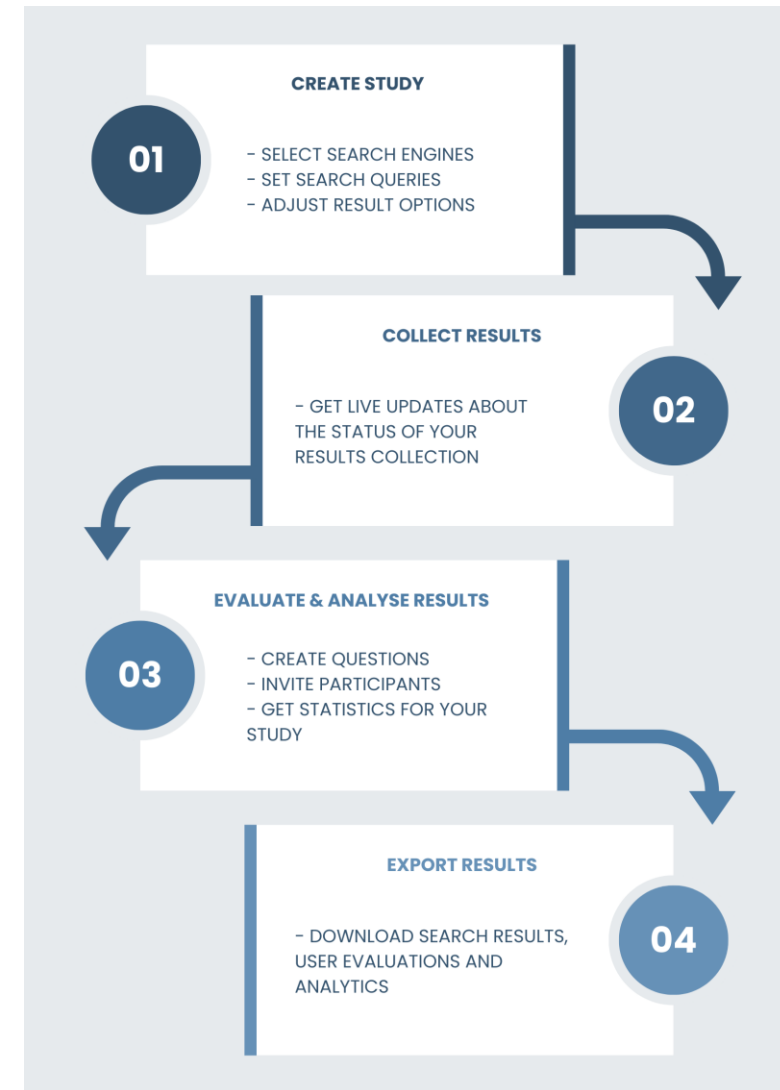 CREATE STUDY
01
- SELECT SEARCH ENGINES
- SET SEARCH QUERIES
- ADJUST RESULT OPTIONS
COLLECT RESULTS
02
- GET LIVE UPDATES ABOUT
THE STATUS OF YOUR
RESULTS COLLECTION
EVALUATE & ANALYSE RESULTS
03
- CREATE QUESTIONS
- INVITE PARTICIPANTS
- GET STATISTICS FOR YOUR
STUDY
EXPORT RESULTS
04
- DOWNLOAD SEARCH RESULTS,
USER EVALUATIONS AND
ANALYTICS